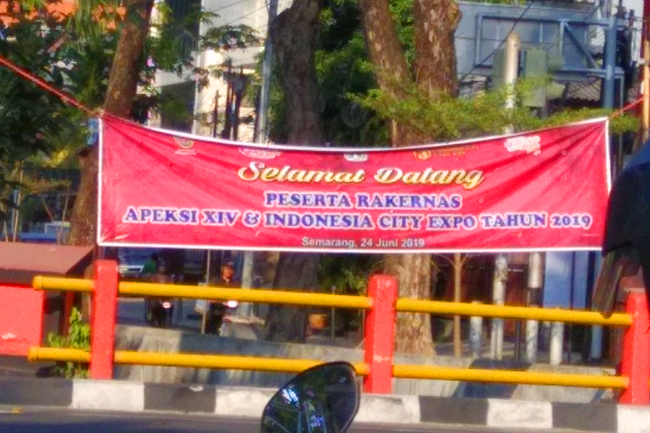 Selamat Datang
PESERTA RAKERNAS
APEKSI XIV & INDONESIA CITY EXPO TAHUN 2019
Semarang, 24 Juni 2019